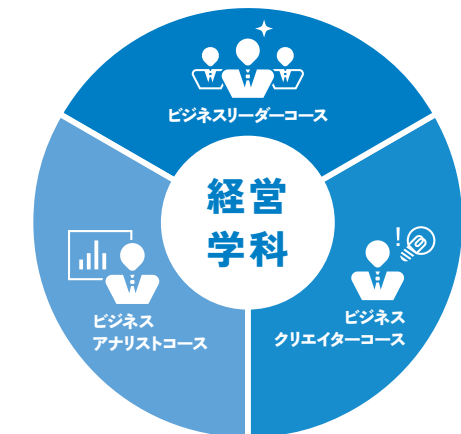 ビジネスリーダーコース
経営
学科
ビジネス
アナリストコース
ビジネス
クリエイターコース